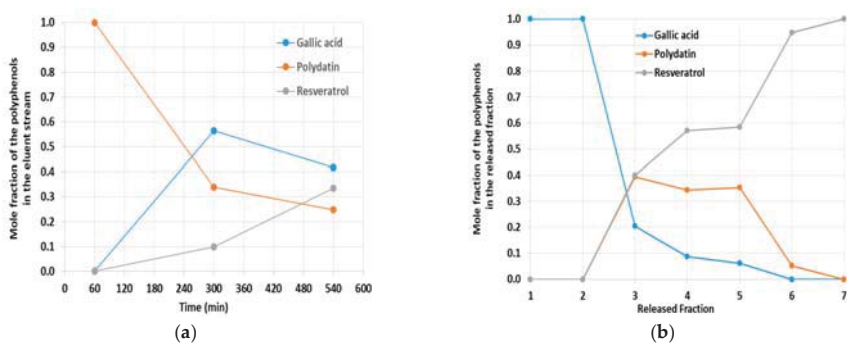 Mole fraction of the polyphenols
in the eluent stream
1.0
0.9
0.8
0.7
0.6
0.5
0.4
0.3
0.2
0.1
0.0
Gallic acid
Polydatin
Resveratrol
0 60 120 180 240 300 360 420 480 540 600
Time (min)
(a)
Mole fraction of the polyphenols
in the released fraction
1.0
0.9
0.8
0.7
0.6
0.5
0.4
0.3
0.2
0.1
0.0
Gallic acid
Polydatin
Resveratrol
1 2 3 4 5 6 7
Released Fraction
(b)